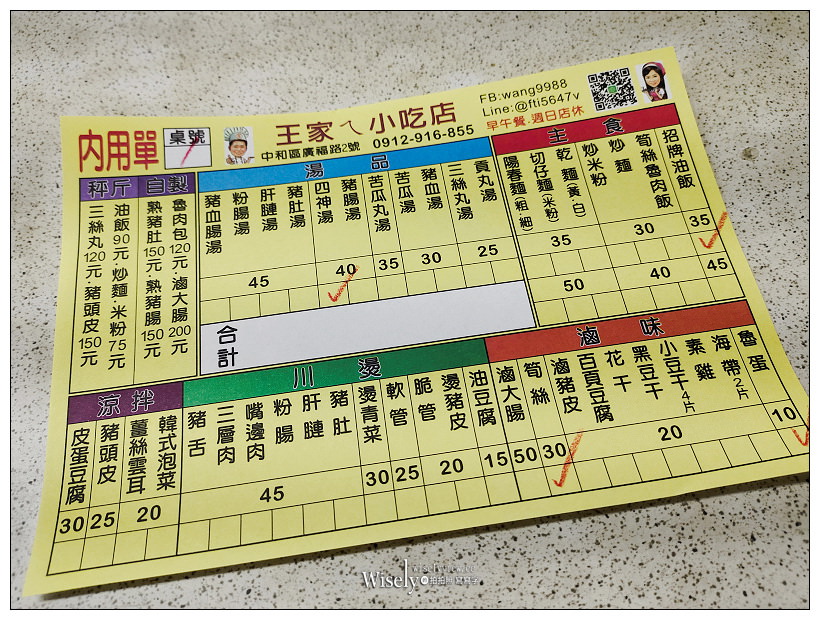 內用單
桌號
王家ㄟ小吃店
中和區廣福路2號 0912-916-855
FB:wang9988
Line:@fti5647v
早午餐.週日店休
秤斤 自製
魯肉包120元.滷大腸200元
熟豬肚150元.熟豬腸150元
油飯90元.炒麵.米粉75元
三絲丸120元.豬頭皮150元
湯品
貢丸湯
三絲丸湯
25
豬血湯
苦瓜湯
30
苦瓜丸湯
35
豬腸湯
四神湯
40
豬肚湯
肝腱湯
粉腸湯
豬血腸湯
45
主食
招牌油飯
35
45
筍絲魯肉飯
炒麵
30
炒米粉
40
乾麵(黃.白)
切仔麵(米粉)
陽春麵(粗.細)
35
50
合計
涼拌
韓式泡菜
薑絲雲耳
20
豬頭皮
25
皮蛋豆腐
30
川燙
油豆腐
15
燙豬皮
脆管
20
軟管
25
燙青菜
30
豬肚
肝腱
粉腸
嘴邊肉
三層肉
豬舌
45
滷味
魯蛋
10
海帶2片
素雞
小豆干4片
黑豆干
花干
百頁豆腐
20
滷豬皮
30
筍絲
50
滷大腸
Wisely
拍拍照寫寫字